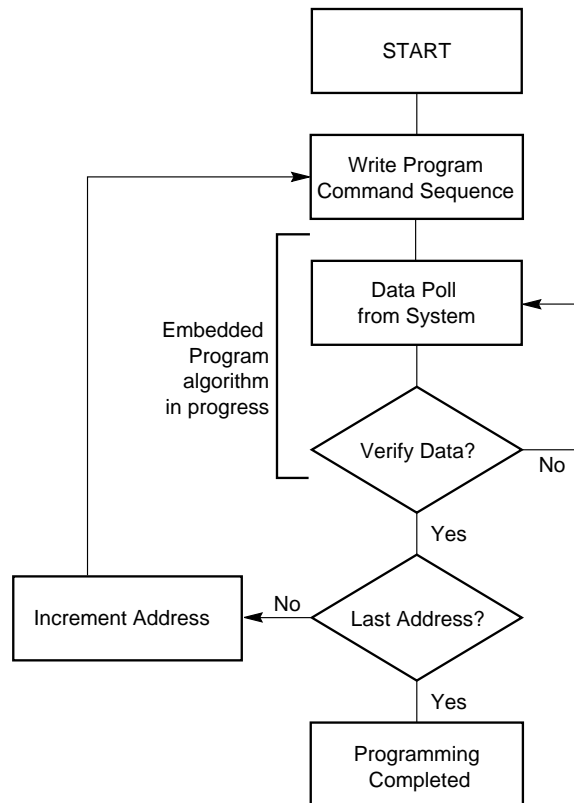 START
Write Program
Command Sequence
Data Poll
from System
Embedded
Program
algorithm
in progress
Verify Data?
No
Yes
Last Address?
No
Increment Address
Yes
Programming
Completed